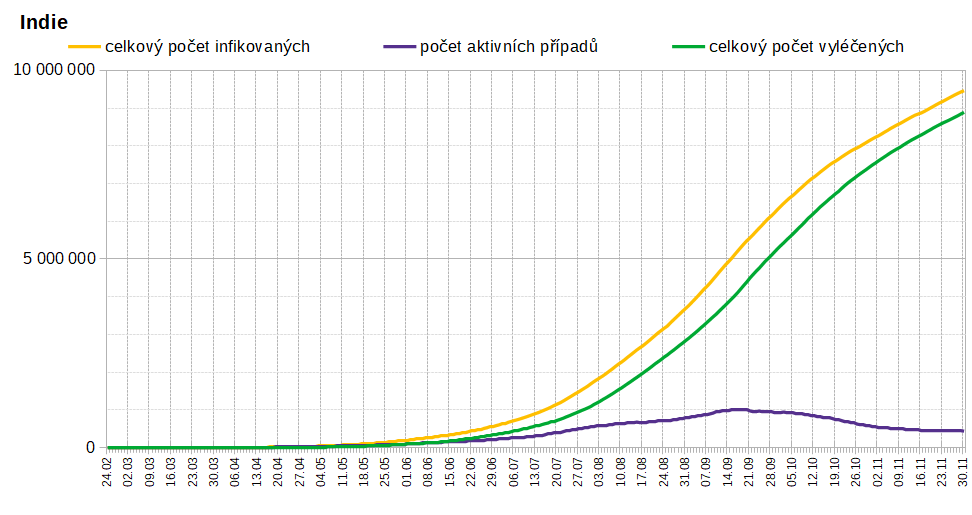 Indie
celkový počet infikovaných počet aktivních případů celkový počet vyléčených
10 000 000
5 000 000
0
24.02 02.03 09.03 16.03 23.03 30.03 06.04 13.04 20.04 27.04 04.05 11.05 18.05 25.05 01.06 08.06 15.06 22.06 29.06 06.07 13.07 20.07 27.07 03.08 10.08 17.08 24.08 31.08 07.09 14.09 21.09 28.09 05.10 12.10 19.10 26.10 02.11 09.11 16.11 23.11 30.11